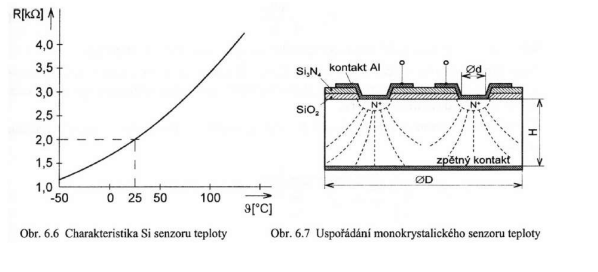 R[kΩ]
4,0
3,5
3,0
2,5
2,0
1,5
1,0
-50 0 25 50 100 ϑ[°C]
Obr. 6.6 Charakteristika Si senzoru teploty
kontakt Al
Si₃N₄
SiO₂
Ød
N⁺ N⁺
H
zpětný kontakt
ØD
Obr. 6.7 Uspořádání monokrystalického senzoru teploty